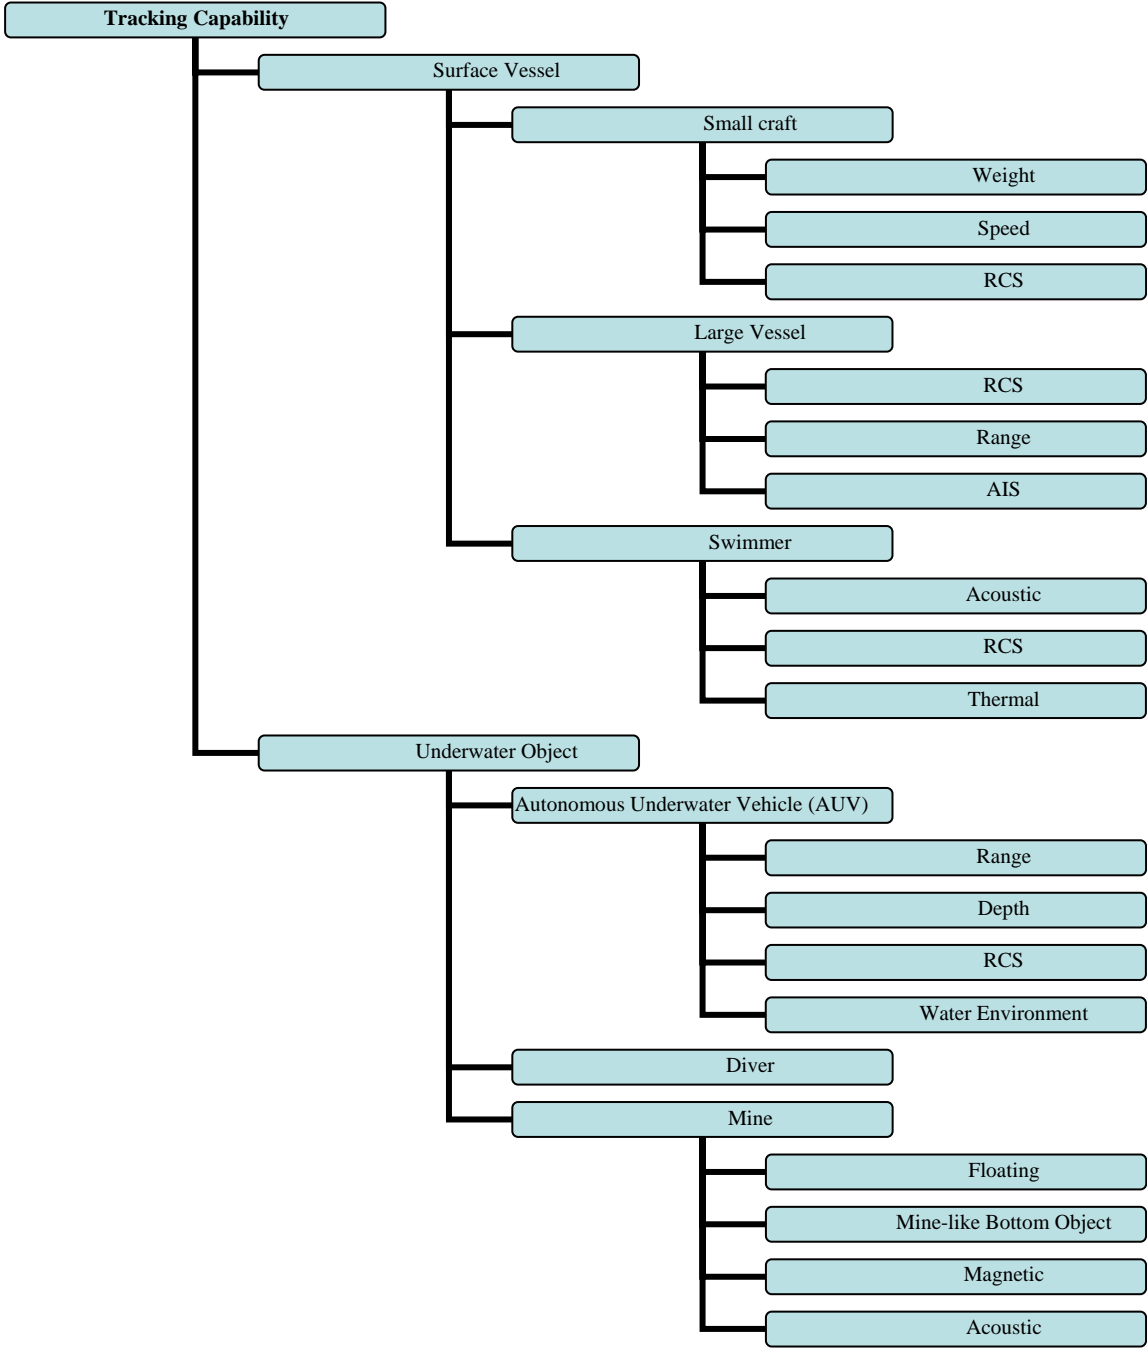 Tracking Capability
Surface Vessel
Small craft
Weight
Speed
RCS
Large Vessel
RCS
Range
AIS
Swimmer
Acoustic
RCS
Thermal
Underwater Object
Autonomous Underwater Vehicle (AUV)
Range
Depth
RCS
Water Environment
Diver
Mine
Floating
Mine-like Bottom Object
Magnetic
Acoustic